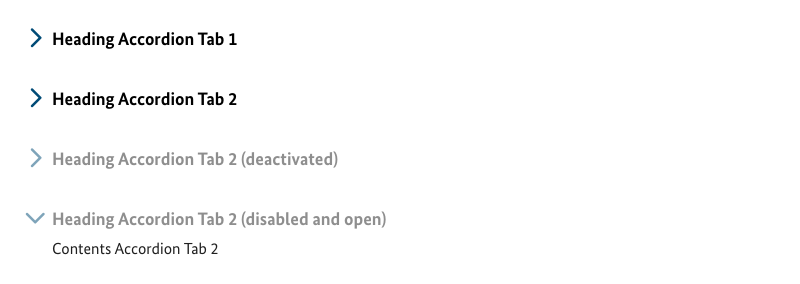 Heading Accordion Tab 1
Heading Accordion Tab 2
Heading Accordion Tab 2 (deactivated)
Heading Accordion Tab 2 (disabled and open)
Contents Accordion Tab 2